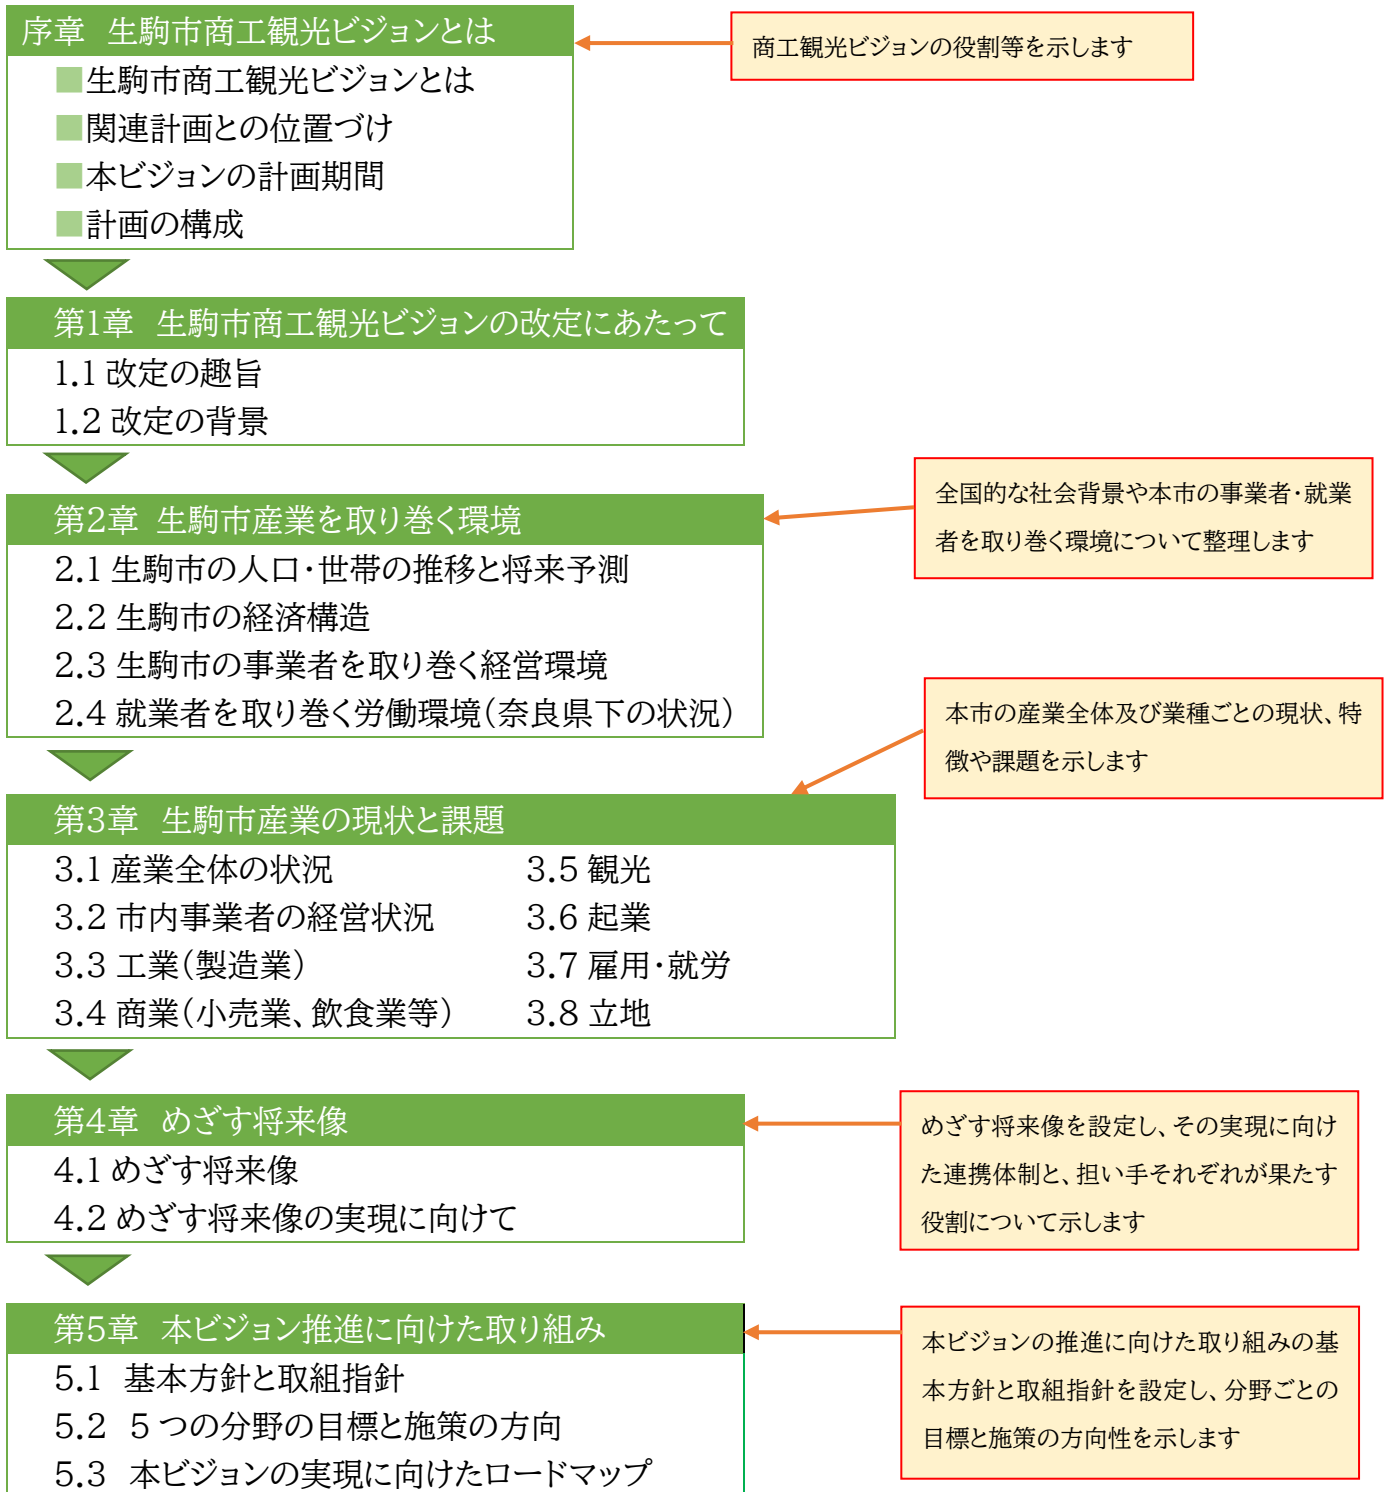 序章 生駒市商工観光ビジョンとは
商工観光ビジョンの役割等を示します
■生駒市商工観光ビジョンとは
■関連計画との位置づけ
■本ビジョンの計画期間
■計画の構成
第1章 生駒市商工観光ビジョンの改定にあたって
1.1 改定の趣旨
1.2 改定の背景
第2章 生駒市産業を取り巻く環境
全国的な社会背景や本市の事業者・就業
者を取り巻く環境について整理します
2.1 生駒市の人口・世帯の推移と将来予測
2.2 生駒市の経済構造
2.3 生駒市の事業者を取り巻く経営環境
2.4 就業者を取り巻く労働環境(奈良県下の状況)
本市の産業全体及び業種ごとの現状、特
徴や課題を示します
第3章 生駒市産業の現状と課題
3.1 産業全体の状況
3.2 市内事業者の経営状況
3.3 工業(製造業)
3.4 商業(小売業、飲食業等)
3.5 観光
3.6 起業
3.7 雇用・就労
3.8 立地
第4章 めざす将来像
めざす将来像を設定し、その実現に向け
た連携体制と、担い手それぞれが果たす
役割について示します
4.1 めざす将来像
4.2 めざす将来像の実現に向けて
第5章 本ビジョン推進に向けた取り組み
本ビジョンの推進に向けた取り組みの基
本方針と取組指針を設定し、分野ごとの
目標と施策の方向性を示します
5.1 基本方針と取組指針
5.2 5つの分野の目標と施策の方向
5.3 本ビジョンの実現に向けたロードマップ